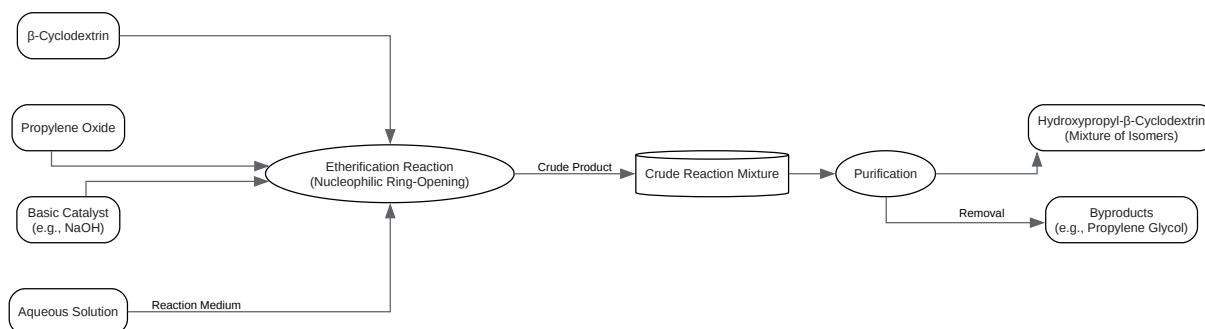 β-Cyclodextrin
Propylene Oxide
Basic Catalyst
(e.g., NaOH)
Aqueous Solution
Reaction Medium
Etherification Reaction
(Nucleophilic Ring-Opening)
Crude Product
Crude Reaction Mixture
Purification
Hydroxypropyl-β-Cyclodextrin
(Mixture of Isomers)
Removal
Byproducts
(e.g., Propylene Glycol)